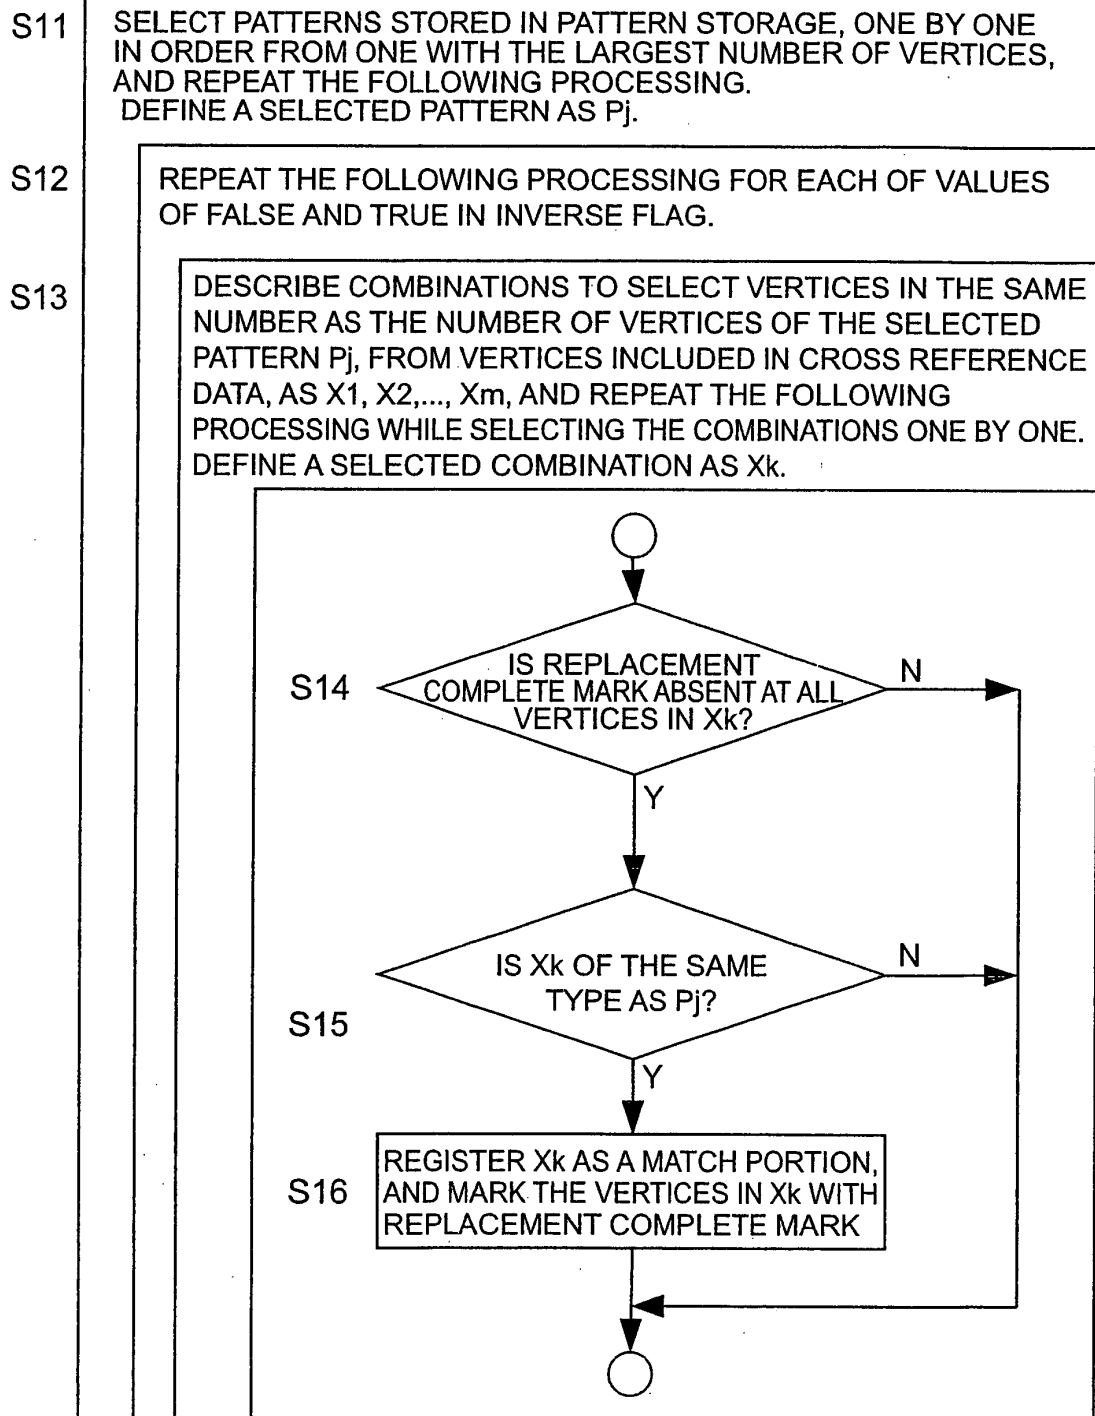 S11
SELECT PATTERNS STORED IN PATTERN STORAGE, ONE BY ONE
IN ORDER FROM ONE WITH THE LARGEST NUMBER OF VERTICES,
AND REPEAT THE FOLLOWING PROCESSING.
DEFINE A SELECTED PATTERN AS Pj.
S12
REPEAT THE FOLLOWING PROCESSING FOR EACH OF VALUES
OF FALSE AND TRUE IN INVERSE FLAG.
S13
DESCRIBE COMBINATIONS TO SELECT VERTICES IN THE SAME
NUMBER AS THE NUMBER OF VERTICES OF THE SELECTED
PATTERN Pj, FROM VERTICES INCLUDED IN CROSS REFERENCE
DATA, AS X1, X2,..., Xm, AND REPEAT THE FOLLOWING
PROCESSING WHILE SELECTING THE COMBINATIONS ONE BY ONE.
DEFINE A SELECTED COMBINATION AS Xk.
S14
IS REPLACEMENT
COMPLETE MARK ABSENT AT ALL
VERTICES IN Xk?
N
Y
S15
IS Xk OF THE SAME
TYPE AS Pj?
N
Y
S16
REGISTER Xk AS A MATCH PORTION,
AND MARK THE VERTICES IN Xk WITH
REPLACEMENT COMPLETE MARK